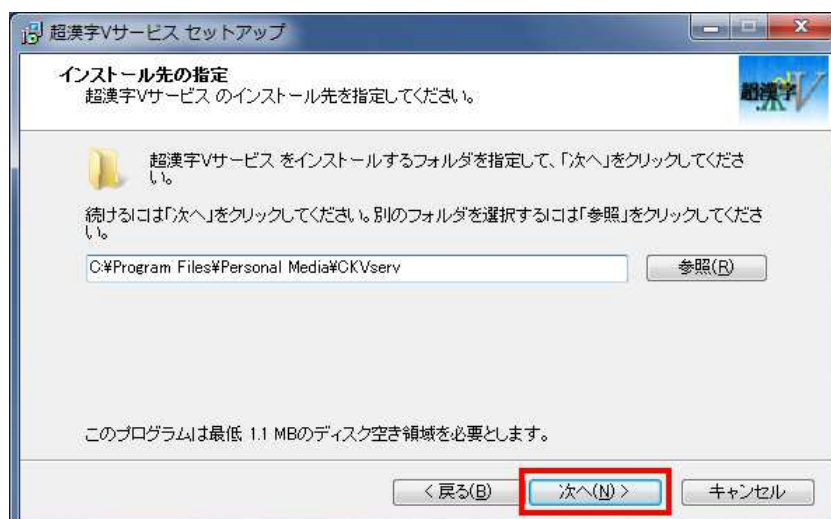 超漢字Vサービス セットアップ
インストール先の指定
超漢字Vサービス のインストール先を指定してください。
超漢字V
超漢字Vサービス をインストールするフォルダを指定して、「次へ」をクリックしてくださ
い。
続けるには「次へ」をクリックしてください。別のフォルダを選択するには「参照」をクリックしてくださ
い。
C:¥Program Files¥Personal Media¥CKVserv
参照(R)
このプログラムは最低 1.1 MBのディスク空き領域を必要とします。
< 戻る(B)
次へ(N) >
キャンセル